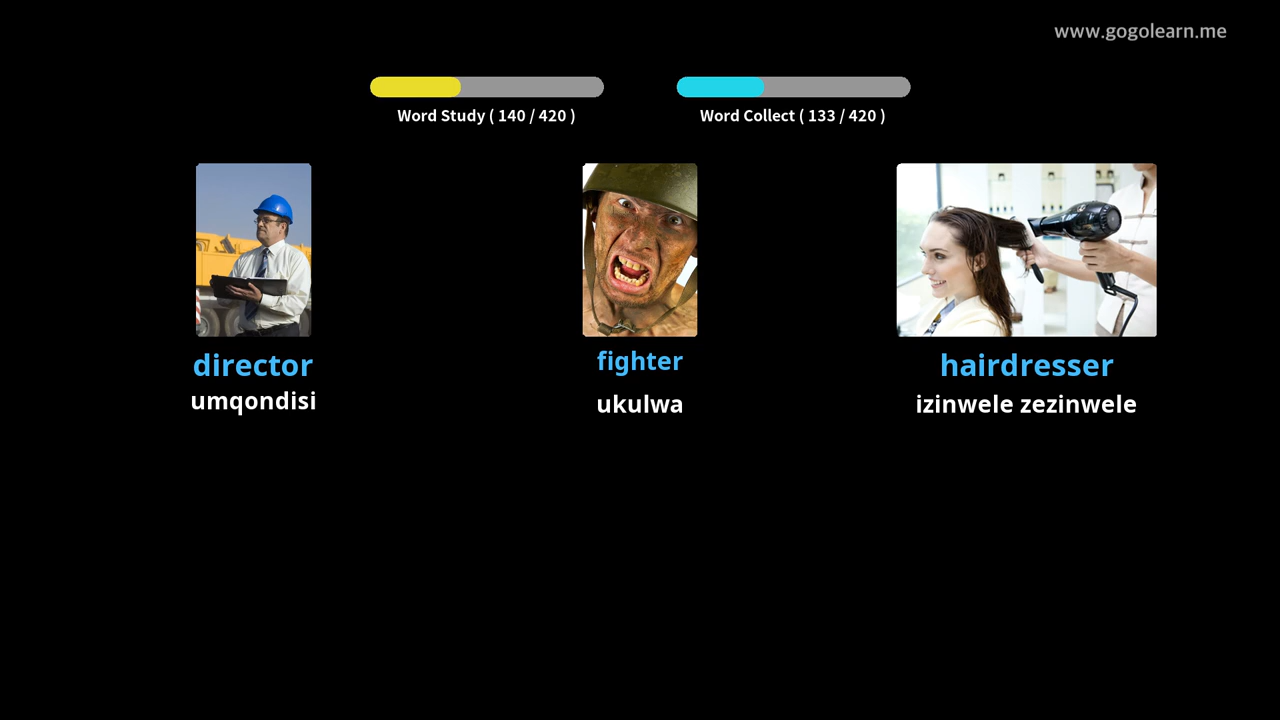 www.gogolearn.me
Word Study ( 140 / 420 )
Word Collect ( 133 / 420 )
director
umqondisi
fighter
ukulwa
hairdresser
izinwele zezinwele